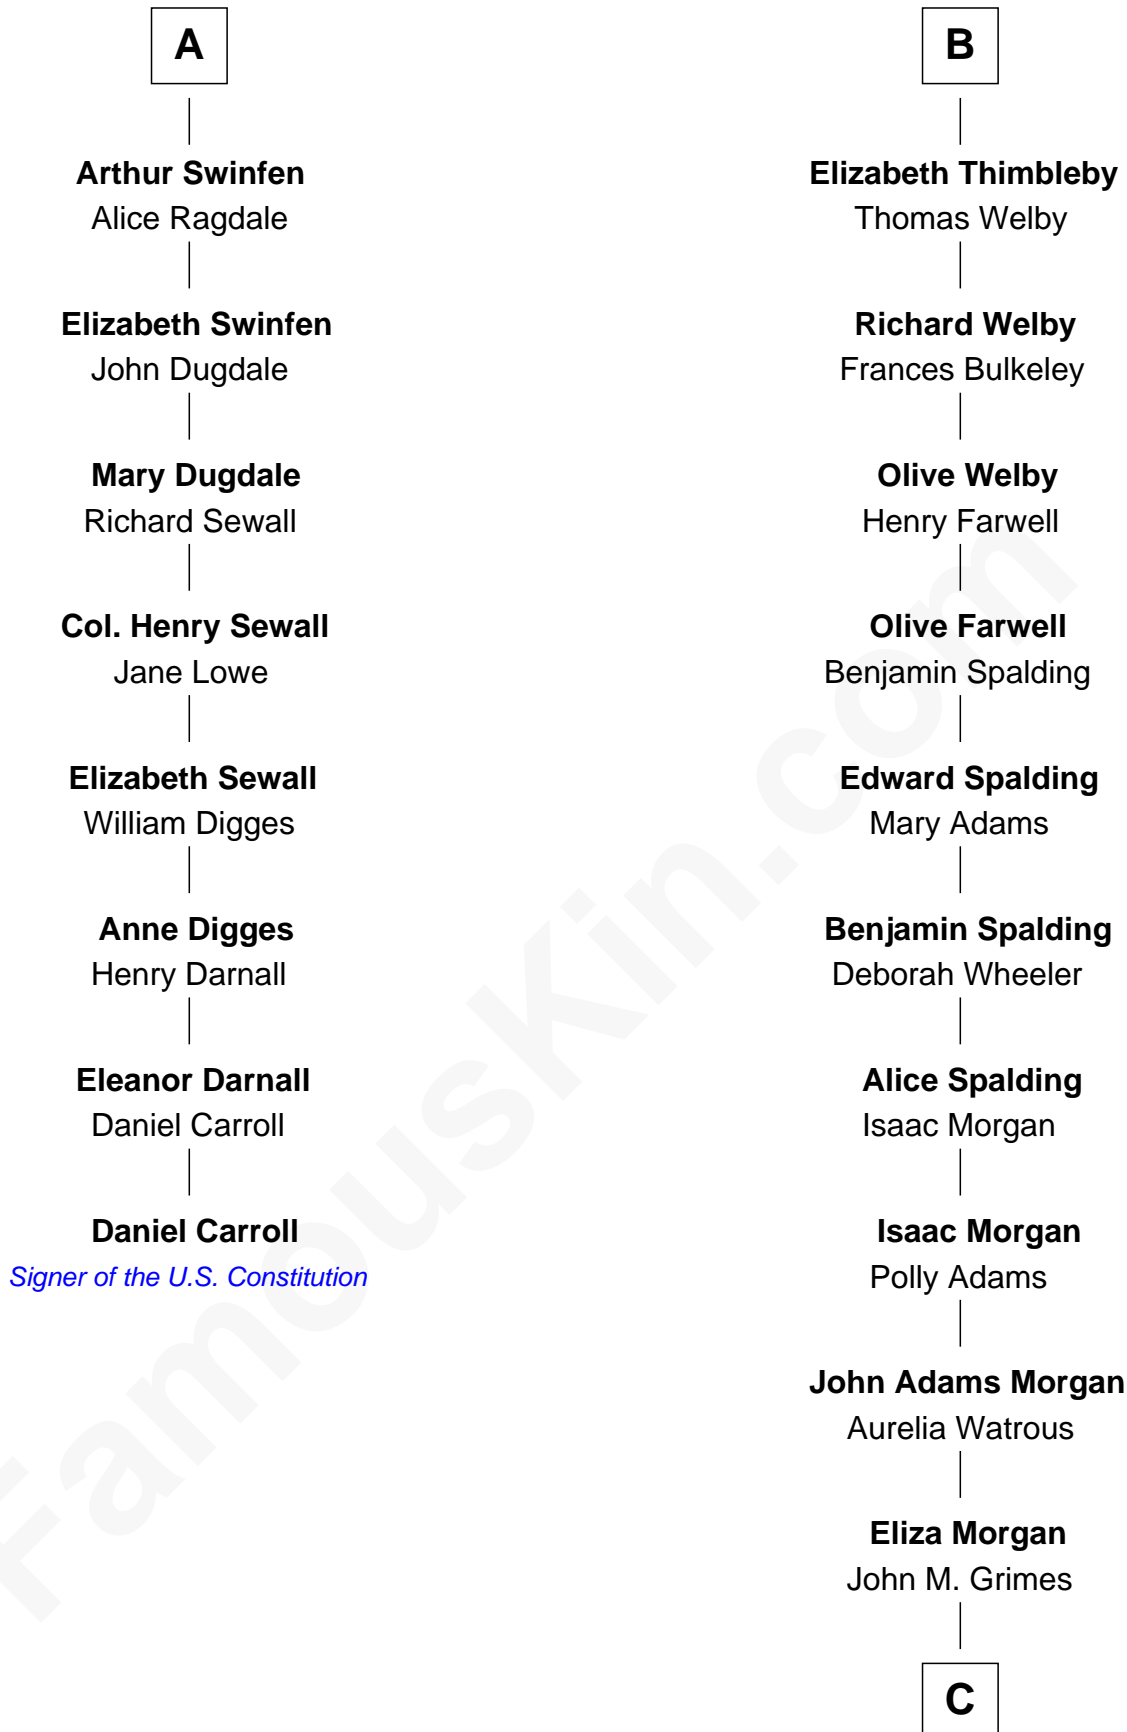 A
Arthur Swinfen
Alice Ragdale
Elizabeth Swinfen
John Dugdale
Mary Dugdale
Richard Sewall
Col. Henry Sewall
Jane Lowe
Elizabeth Sewall
William Digges
Anne Digges
Henry Darnall
Eleanor Darnall
Daniel Carroll
Daniel Carroll
Signer of the U.S. Constitution
B
Elizabeth Thimbleby
Thomas Welby
Richard Welby
Frances Bulkeley
Olive Welby
Henry Farwell
Olive Farwell
Benjamin Spalding
Edward Spalding
Mary Adams
Benjamin Spalding
Deborah Wheeler
Alice Spalding
Isaac Morgan
Isaac Morgan
Polly Adams
John Adams Morgan
Aurelia Watrous
Eliza Morgan
John M. Grimes
C
FamousKin.com